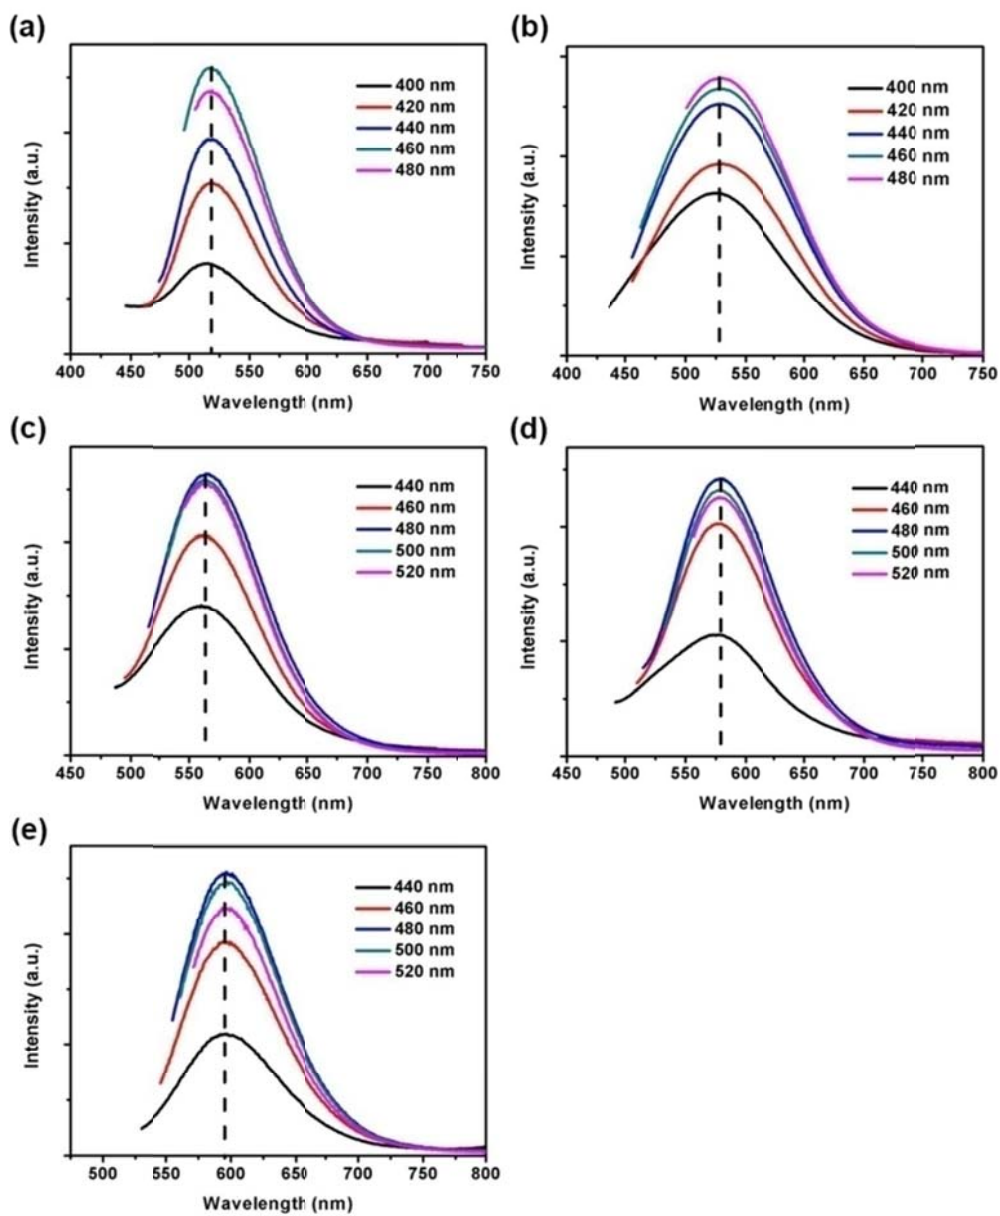 (a)
400 nm
420 nm
440 nm
460 nm
480 nm
Intensity (a.u.)
400 450 500 550 600 650 700 750
Wavelength (nm)
(b)
400 nm
420 nm
440 nm
460 nm
480 nm
Intensity (a.u.)
400 450 500 550 600 650 700 750
Wavelength (nm)
(c)
440 nm
460 nm
480 nm
500 nm
520 nm
Intensity (a.u.)
450 500 550 600 650 700 750 800
Wavelength (nm)
(d)
440 nm
460 nm
480 nm
500 nm
520 nm
Intensity (a.u.)
450 500 550 600 650 700 750 800
Wavelength (nm)
(e)
440 nm
460 nm
480 nm
500 nm
520 nm
Intensity (a.u.)
500 550 600 650 700 750 800
Wavelength (nm)